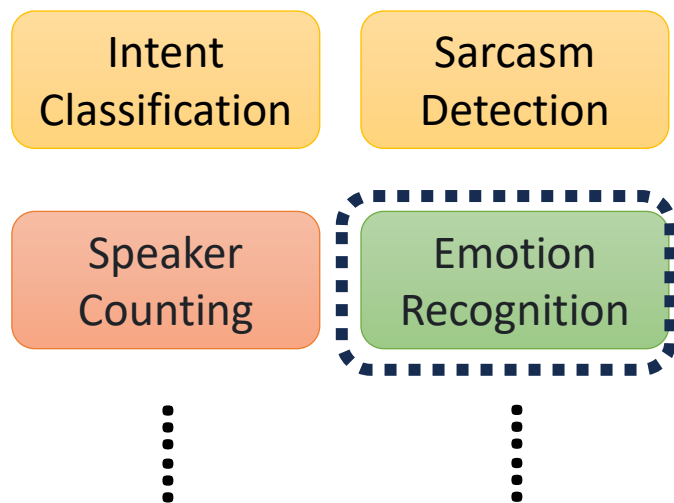 Intent
Classification
Sarcasm
Detection
Speaker
Counting
Emotion
Recognition